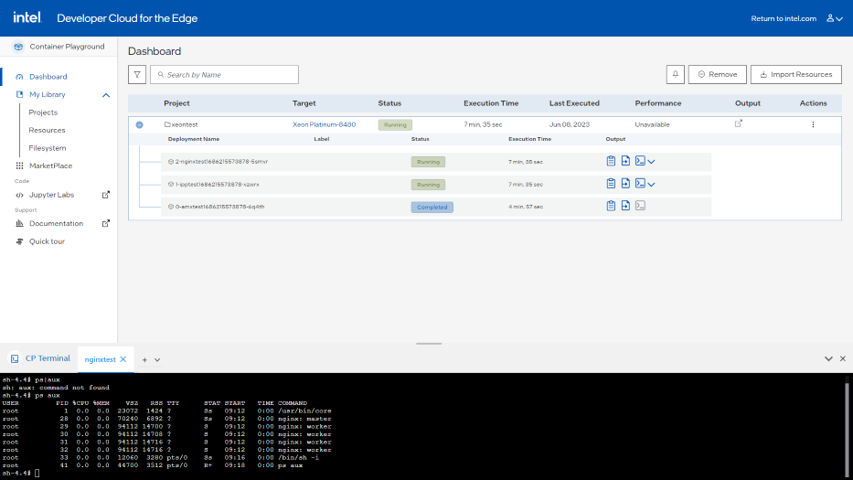 intel. Developer Cloud for the Edge Return to intel.com
Container Playground
Dashboard
My Library
Projects
Resources
Filesystem
MarketPlace
Code
Jupyter Labs
Support
Documentation
Quick tour
Dashboard
Search by Name Remove Import Resources
Project Target Status Execution Time Last Executed Performance Output Actions
xeontest Xeon Platinum-6480 Running 7 min, 35 sec Jun 08, 2023 Unavailable
Deployment Name Label Status Execution Time Output
2-nginxtest1686215573878-5smvr Running 7 min, 35 sec
1-ipptest1686215573878-vzwrx Running 7 min, 35 sec
0-amxtest1686215573878-6q4th Completed 4 min, 57 sec
CP Terminal nginxtest
sh-4.4$ ps|aux
sh: aux: command not found
sh-4.4$ ps aux
USER PID %CPU %MEM VSZ RSS TTY STAT START TIME COMMAND
root 1 0.0 0.0 23072 1424 ? Ss 09:12 0:00 /usr/bin/core
root 28 0.0 0.0 70240 6892 ? Ss 09:12 0:00 nginx: master
root 29 0.0 0.0 94112 14700 ? S 09:12 0:00 nginx: worker
root 30 0.0 0.0 94112 14708 ? S 09:12 0:00 nginx: worker
root 31 0.0 0.0 94112 14716 ? S 09:12 0:00 nginx: worker
root 32 0.0 0.0 94112 14716 ? S 09:12 0:00 nginx: worker
root 33 0.0 0.0 12060 3280 pts/0 Ss 09:16 0:00 /bin/sh -i
root 41 0.0 0.0 44700 3512 pts/0 R+ 09:18 0:00 ps aux
sh-4.4$